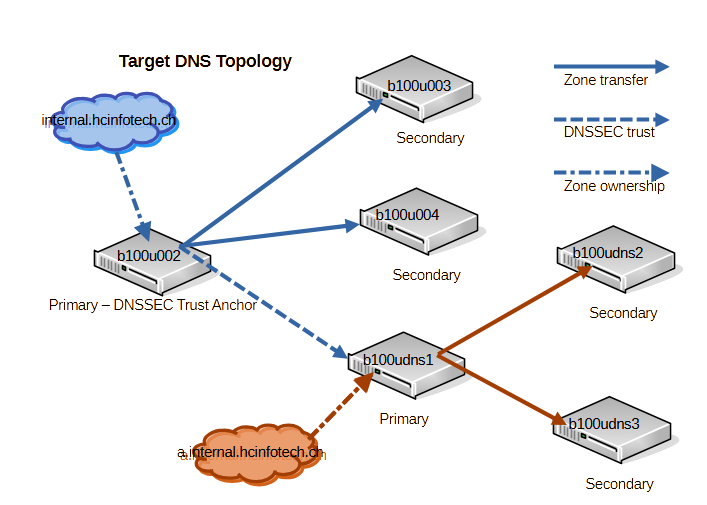 Target DNS Topology
b100u003
Zone transfer
internal.hcinfotech.ch
Secondary
DNSSEC trust
Zone ownership
b100u004
b100u002
b100udns2
Secondary
Primary – DNSSEC Trust Anchor
Secondary
b100udns1
Primary
b100udns3
a.internal.hcinfotech.ch
Secondary